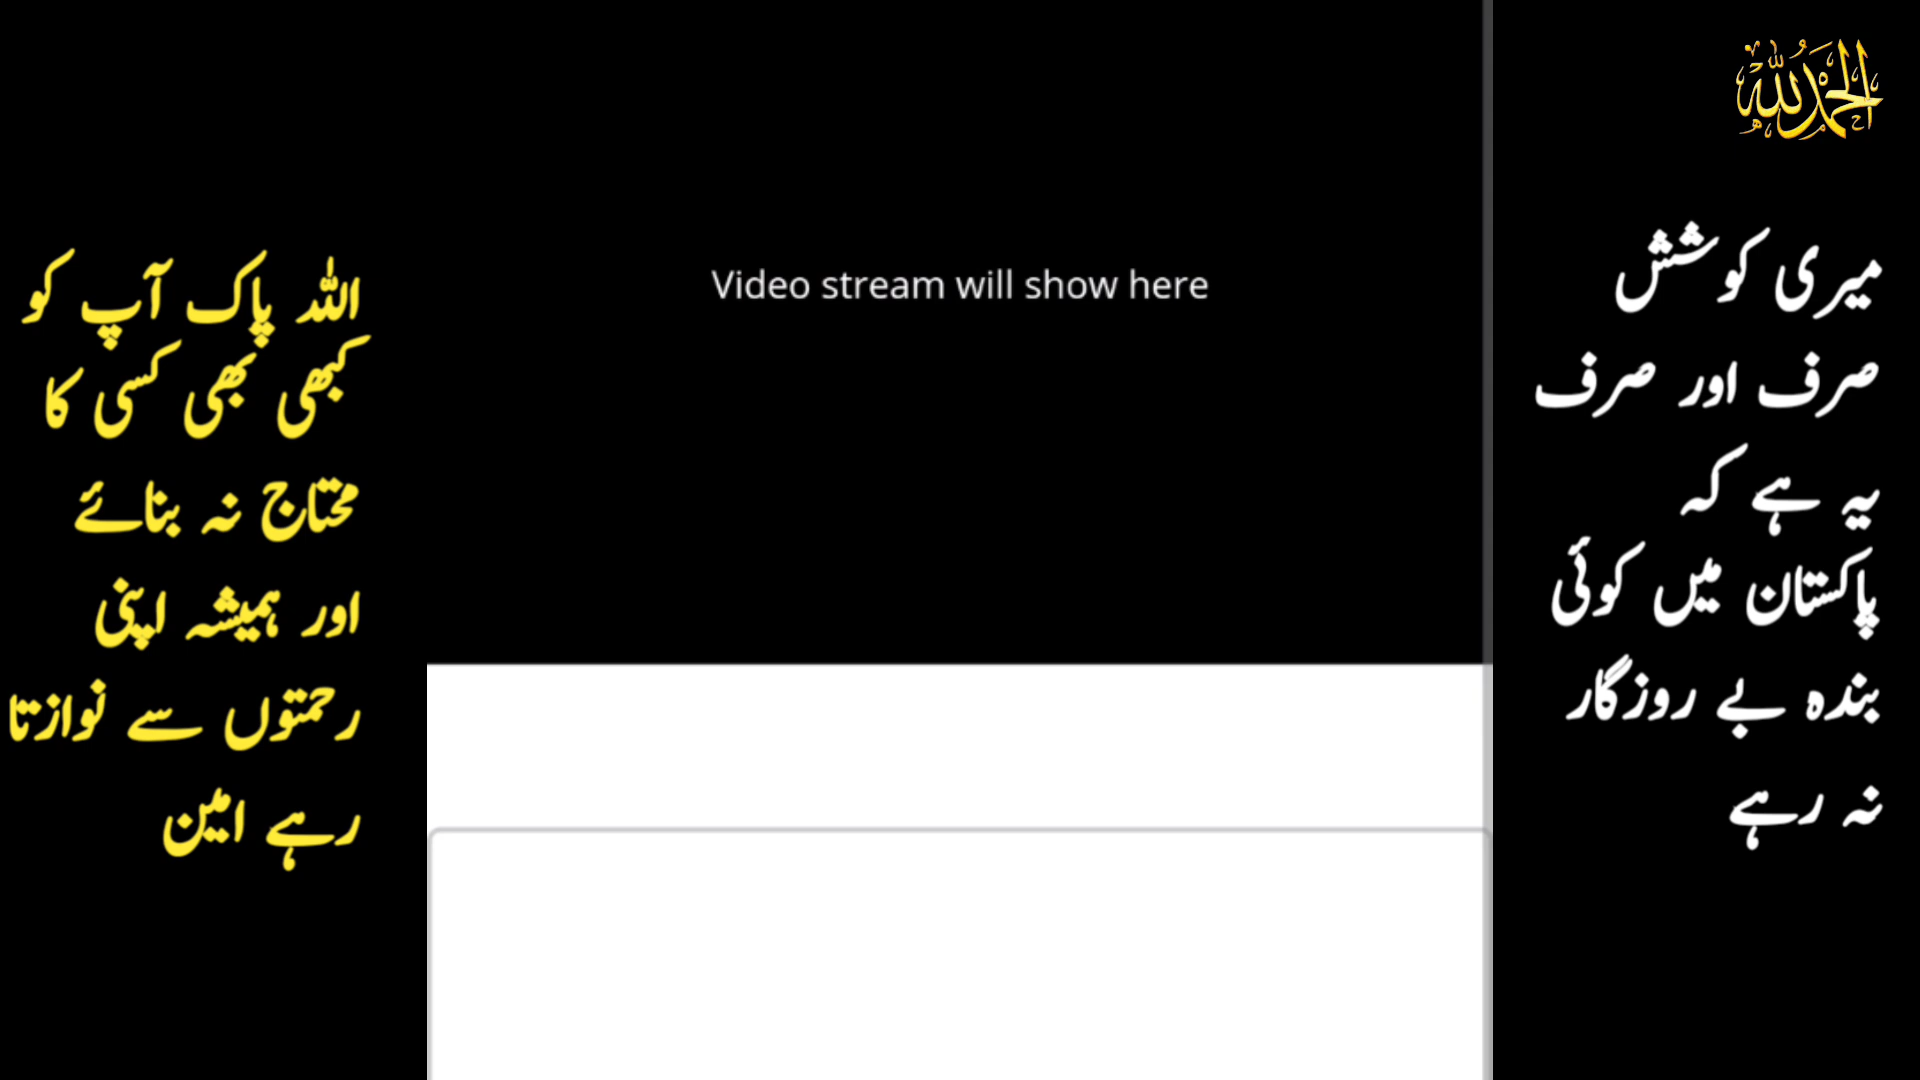 الحمدللہ
میری کوشش
صرف اور صرف
یہ ہے کہ
پاکستان میں کوئی
بندہ بے روزگار
نہ رہے
Video stream will show here
اللہ پاک آپ کو
کبھی بھی کسی کا
محتاج نہ بنائے
اور ہمیشہ اپنی
رحمتوں سے نوازتا
رہے امین